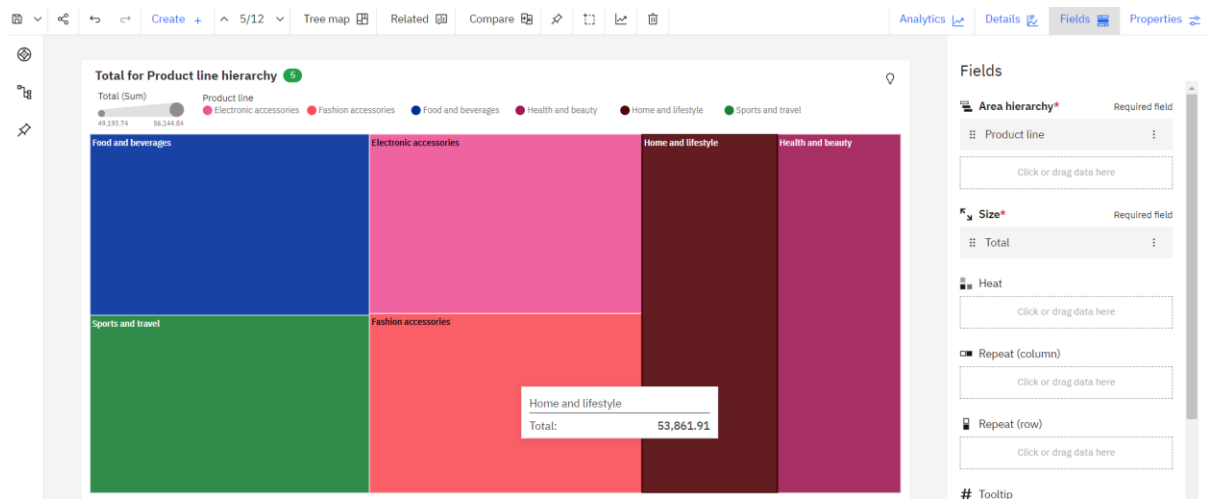 Create + 5/12 Tree map Related Compare Analytics Details Fields Properties
Total for Product line hierarchy 5
Total (Sum)
49,193.74 56,144.84
Product line
Electronic accessories Fashion accessories Food and beverages Health and beauty Home and lifestyle Sports and travel
Food and beverages
Electronic accessories
Home and lifestyle
Health and beauty
Sports and travel
Fashion accessories
Home and lifestyle
Total: 53,861.91
Fields
Area hierarchy* Required field
Product line
Click or drag data here
Size* Required field
Total
Heat
Click or drag data here
Repeat (column)
Click or drag data here
Repeat (row)
Click or drag data here
# Tooltip